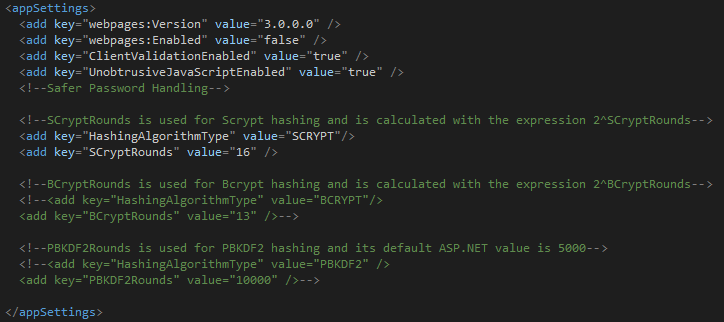 <appSettings>
<add key="webpages:Version" value="3.0.0.0" />
<add key="webpages:Enabled" value="false" />
<add key="ClientValidationEnabled" value="true" />
<add key="UnobtrusiveJavaScriptEnabled" value="true" />
<!--Safer Password Handling-->
<!--SCryptRounds is used for Scrypt hashing and is calculated with the expression 2^SCryptRounds-->
<add key="HashingAlgorithmType" value="SCRYPT"/>
<add key="SCryptRounds" value="16" />
<!--BCryptRounds is used for Bcrypt hashing and is calculated with the expression 2^BCryptRounds-->
<!--<add key="HashingAlgorithmType" value="BCRYPT"/>
<add key="BCryptRounds" value="13" />-->
<!--PBKDF2Rounds is used for PBKDF2 hashing and its default ASP.NET value is 5000-->
<!--<add key="HashingAlgorithmType" value="PBKDF2" />
<add key="PBKDF2Rounds" value="10000" />-->
</appSettings>